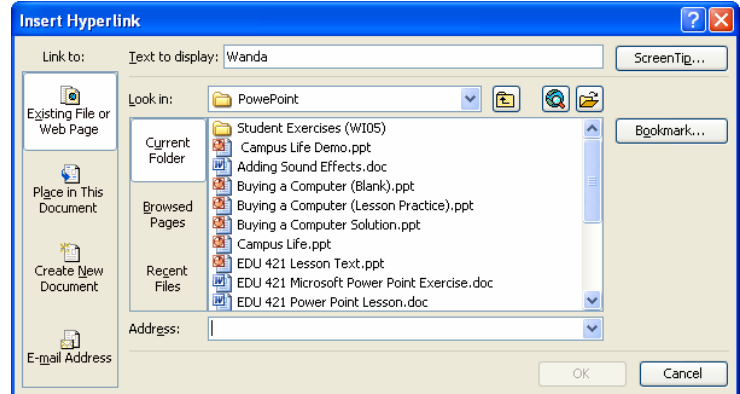 Insert Hyperlink
Link to:
Text to display: Wanda
ScreenTip...
Existing File or
Web Page
Look in: PowePoint
Bookmark...
Current
Folder
Browsed
Pages
Recent
Files
Student Exercises (WI05)
Campus Life Demo.ppt
Adding Sound Effects.doc
Buying a Computer (Blank).ppt
Buying a Computer (Lesson Practice).ppt
Buying a Computer Solution.ppt
Campus Life.ppt
EDU 421 Lesson Text.ppt
EDU 421 Microsoft Power Point Exercise.doc
EDU 421 Power Point Lesson.doc
Place in This
Document
Create New
Document
E-mail Address
Address:
OK
Cancel